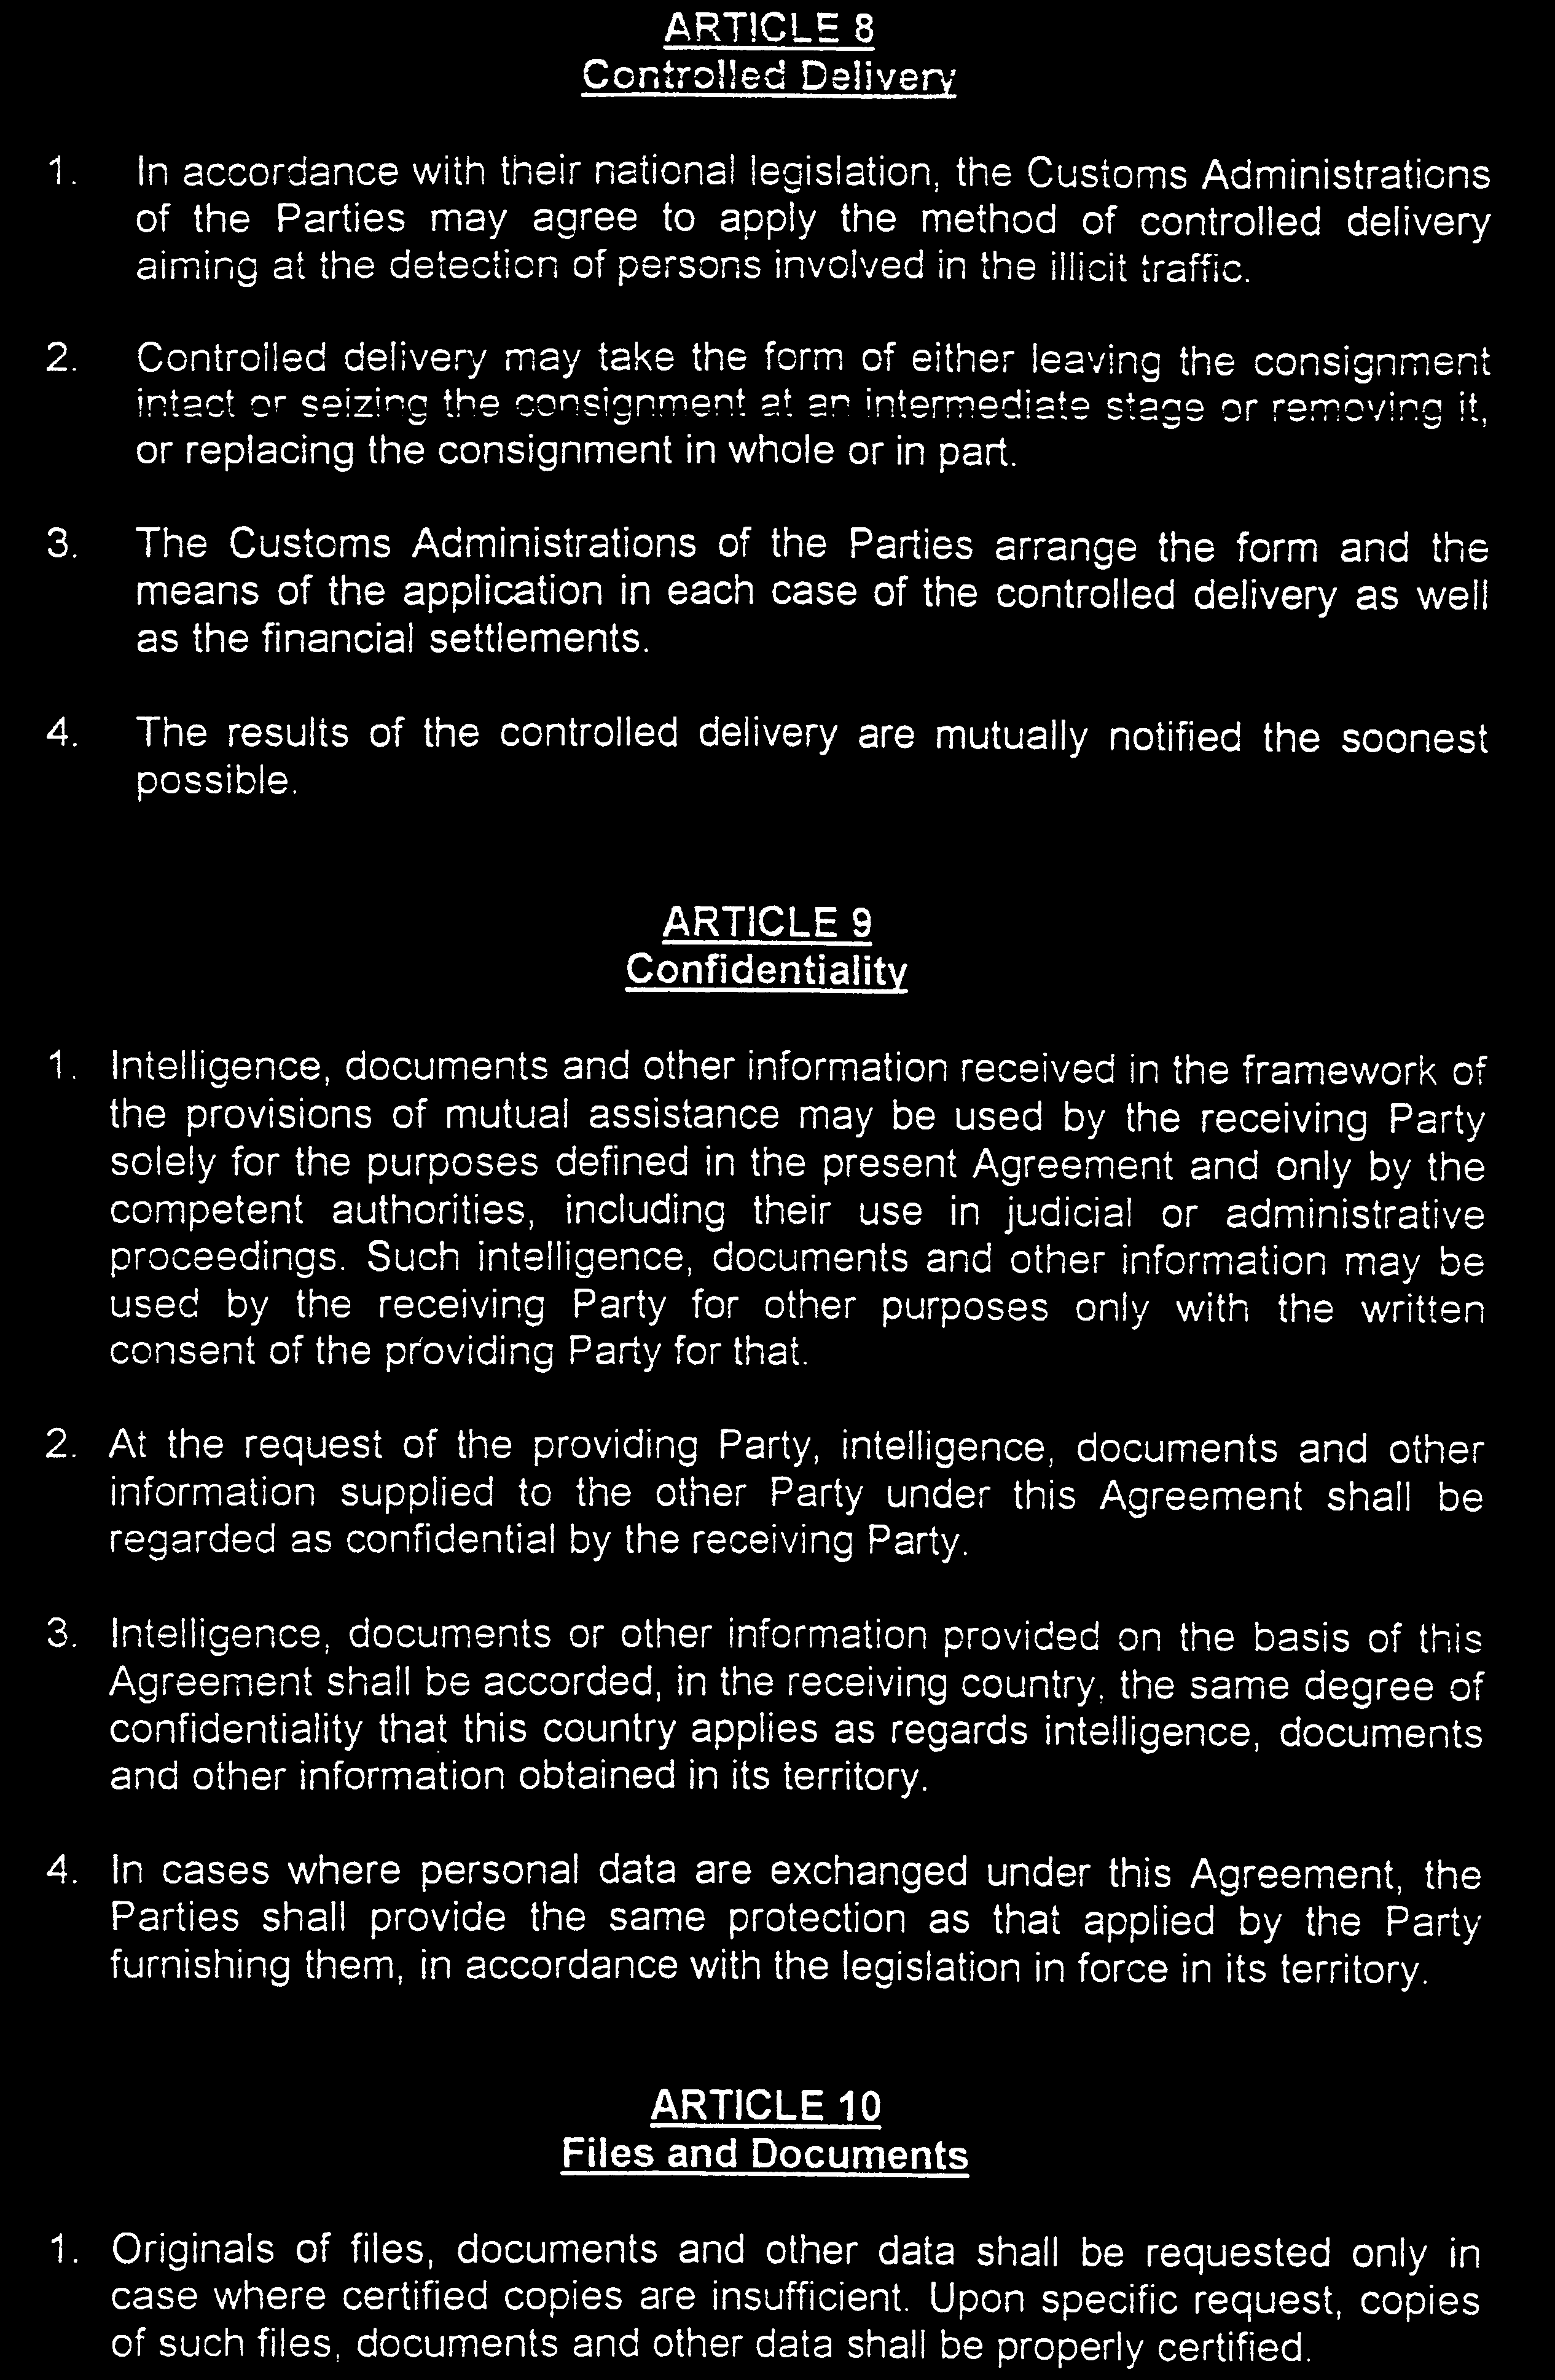 ARTICLE 8
Controlled Delivery
1. In accordance with their national legislation, the Customs Administrations
of the Parties may agree to apply the method of controlled delivery
aiming at the detection of persons involved in the illicit traffic.
2. Controlled delivery may take the form of either leaving the consignment
intact or seizing the consignment at an intermediate stage or removing it,
or replacing the consignment in whole or in part.
3. The Customs Administrations of the Parties arrange the form and the
means of the application in each case of the controlled delivery as well
as the financial settlements.
4. The results of the controlled delivery are mutually notified the soonest
possible.
ARTICLE 9
Confidentiality
1. Intelligence, documents and other information received in the framework of
the provisions of mutual assistance may be used by the receiving Party
solely for the purposes defined in the present Agreement and only by the
competent authorities, including their use in judicial or administrative
proceedings. Such intelligence, documents and other information may be
used by the receiving Party for other purposes only with the written
consent of the providing Party for that.
2. At the request of the providing Party, intelligence, documents and other
information supplied to the other Party under this Agreement shall be
regarded as confidential by the receiving Party.
3. Intelligence, documents or other information provided on the basis of this
Agreement shall be accorded, in the receiving country, the same degree of
confidentiality that this country applies as regards intelligence, documents
and other information obtained in its territory.
4. In cases where personal data are exchanged under this Agreement, the
Parties shall provide the same protection as that applied by the Party
furnishing them, in accordance with the legislation in force in its territory.
ARTICLE 10
Files and Documents
1. Originals of files, documents and other data shall be requested only in
case where certified copies are insufficient. Upon specific request, copies
of such files, documents and other data shall be properly certified.